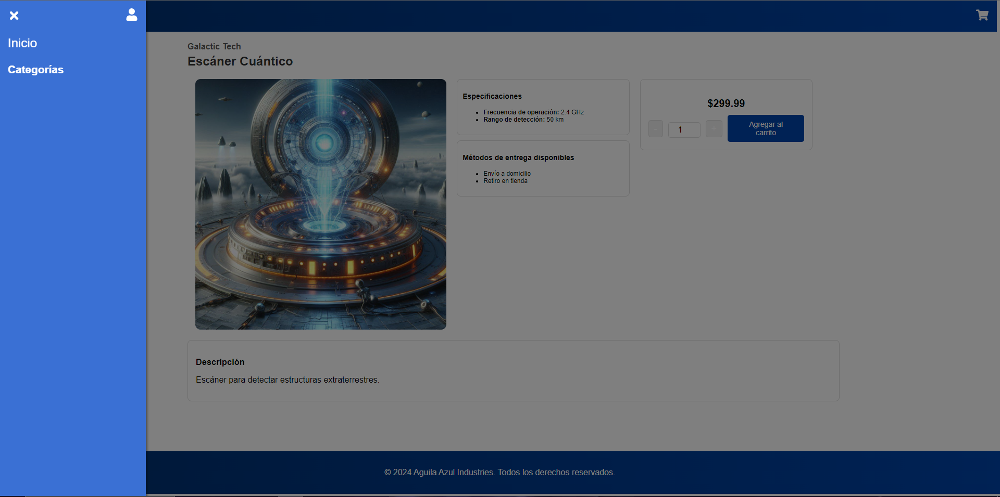 Inicio
Categorías
Galactic Tech
Escáner Cuántico
Especificaciones
Frecuencia de operación: 2.4 GHz
Rango de detección: 50 km
Métodos de entrega disponibles
Envío a domicilio
Retiro en tienda
$299.99
- 1 +
Agregar al
carrito
Descripción
Escáner para detectar estructuras extraterrestres.
© 2024 Aguila Azul Industries. Todos los derechos reservados.